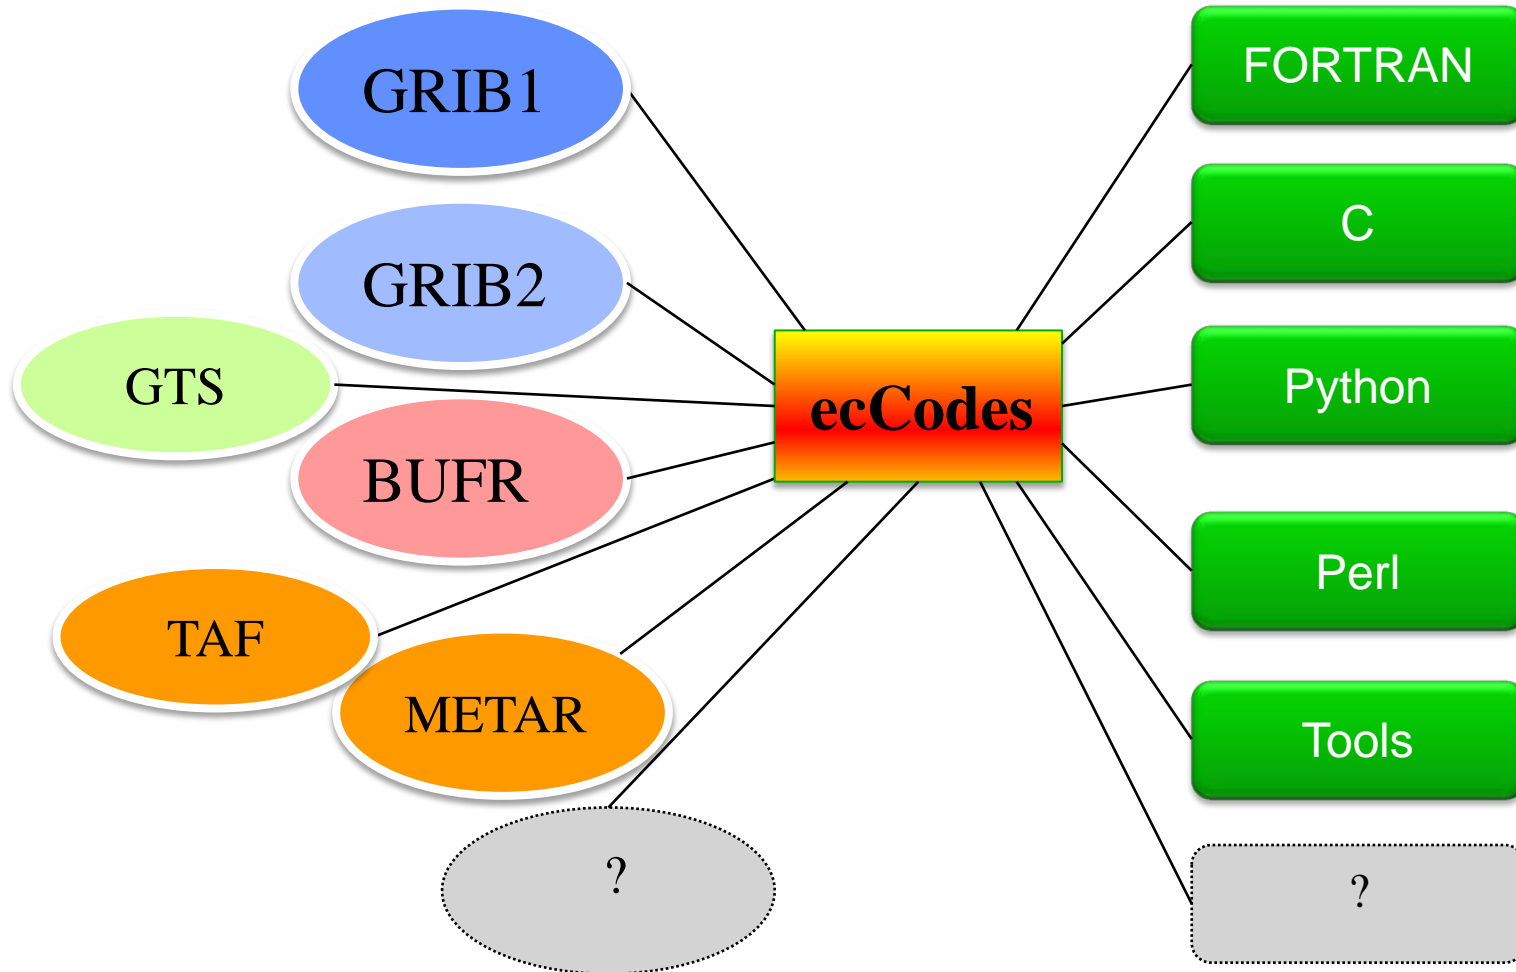 GRIB1
GRIB2
GTS
BUFR
TAF
METAR
?
ecCodes
FORTRAN
C
Python
Perl
Tools
?